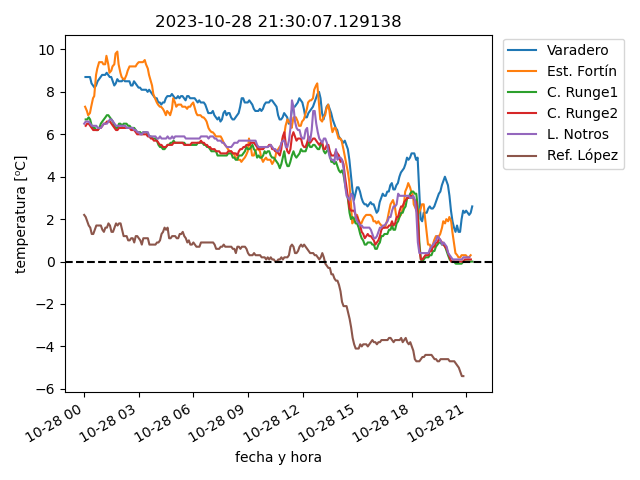 2023-10-28 21:30:07.129138
temperatura [ºC]
10
8
6
4
2
0
−2
−4
−6
10-28 00
10-28 03
10-28 06
10-28 09
10-28 12
10-28 15
10-28 18
10-28 21
fecha y hora
Varadero
Est. Fortín
C. Runge1
C. Runge2
L. Notros
Ref. López